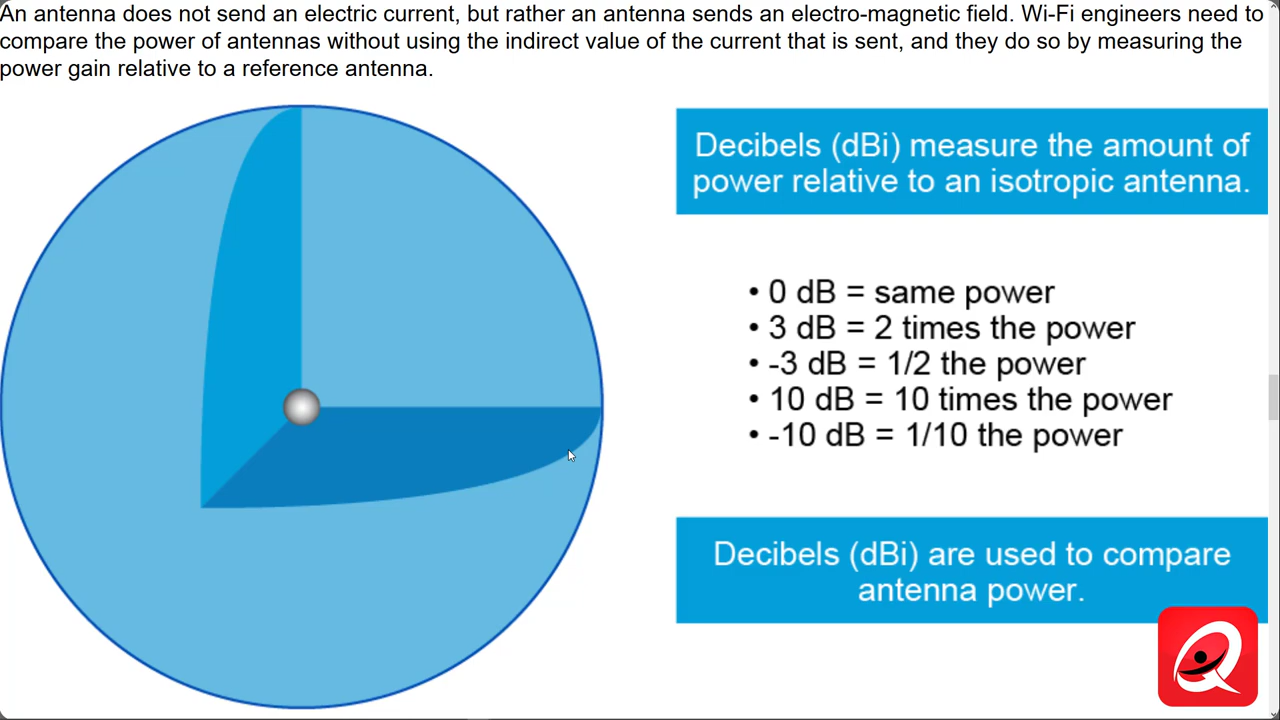 An antenna does not send an electric current, but rather an antenna sends an electro-magnetic field. Wi-Fi engineers need to
compare the power of antennas without using the indirect value of the current that is sent, and they do so by measuring the
power gain relative to a reference antenna.
Decibels (dBi) measure the amount of
power relative to an isotropic antenna.
• 0 dB = same power
• 3 dB = 2 times the power
• -3 dB = 1/2 the power
• 10 dB = 10 times the power
• -10 dB = 1/10 the power
Decibels (dBi) are used to compare
antenna power.